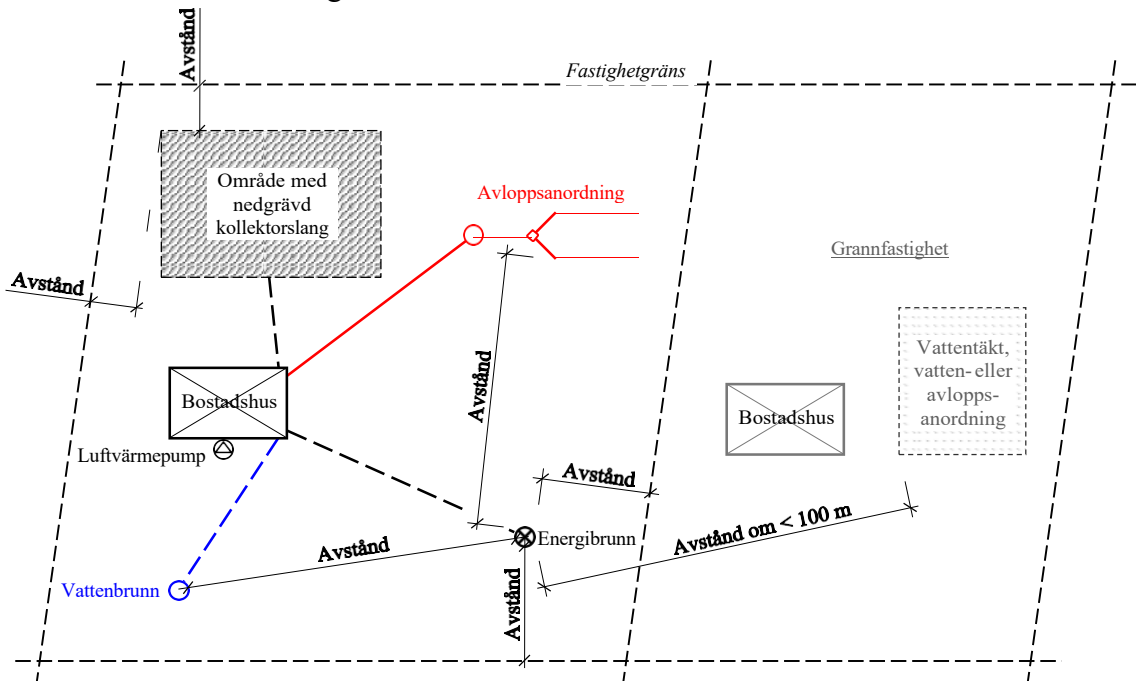 Avstånd
Fastighetgräns
Område med
nedgrävd
kollektorslang
Avloppsanordning
Grannfastighet
Avstånd
Avstånd
Vattentäkt,
vatten- eller
avlopps-
anordning
Bostadshus
Bostadshus
Luftvärmepump
Avstånd
Avstånd om < 100 m
Energibrunn
Avstånd
Vattenbrunn
Avstånd